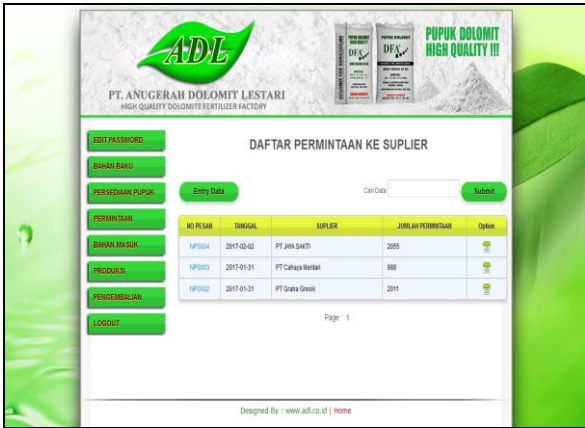 ADL
PT. ANUGERAH DOLOMIT LESTARI
HIGH QUALITY DOLOMITE FERTILIZER FACTORY
DFA
DFA
PUPUK DOLOMIT
HIGH QUALITY !!!
EDIT PASSWORD
BAHAN BAKU
PERSEDIAAN PUPUK
PERMINTAAN
BAHAN MASUK
PRODUKSI
PENGEMBALIAN
LOGOUT
DAFTAR PERMINTAAN KE SUPLIER
Entry Data
Cari Data
Submit
NO PESAN TANGGAL SUPLIER JUMLAH PERMINTAAN Option
NP0004 2017-02-02 PT.JAYA SAKTI 2055
NP0003 2017-01-31 PT Cahaya Mentari 988
NP0002 2017-01-31 PT Graha Gresik 2011
Page : 1
Designed By : www.adl.co.id | Home